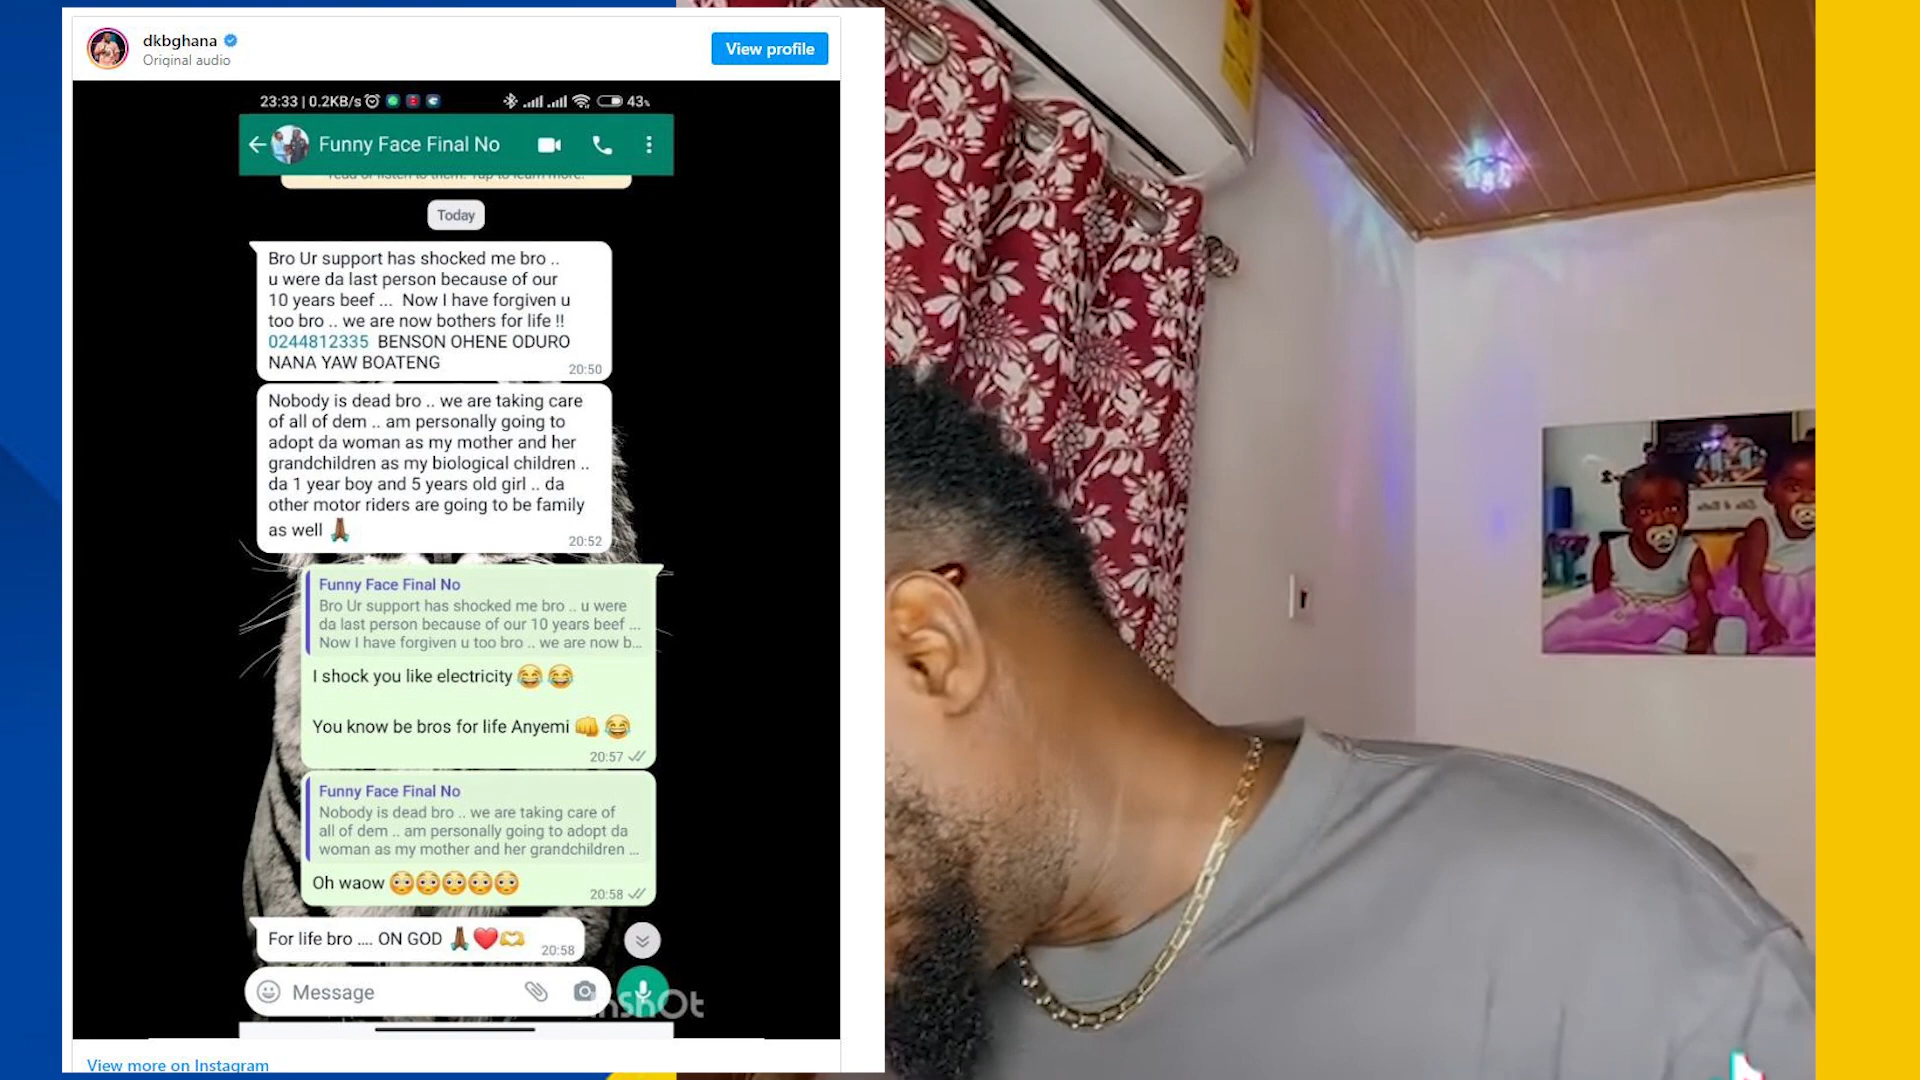 dkbghana
Original audio
View profile
23:33 | 0.2KB/s
43%
Funny Face Final No
read or listen to them. Tap to learn more.
Today
Bro Ur support has shocked me bro ..
u were da last person because of our
10 years beef ... Now I have forgiven u
too bro .. we are now bothers for life !!
0244812335 BENSON OHENE ODURO
NANA YAW BOATENG
20:50
Nobody is dead bro .. we are taking care
of all of dem .. am personally going to
adopt da woman as my mother and her
grandchildren as my biological children ..
da 1 year boy and 5 years old girl .. da
other motor riders are going to be family
as well 🙏🏾
20:52
Funny Face Final No
Bro Ur support has shocked me bro .. u were
da last person because of our 10 years beef ...
Now I have forgiven u too bro .. we are now b...
I shock you like electricity 😂😂
You know be bros for life Anyemi 👊😂
20:57
Funny Face Final No
Nobody is dead bro .. we are taking care of
all of dem .. am personally going to adopt da
woman as my mother and her grandchildren ...
Oh waow 😳😳😳😳😳
20:58
For life bro .... ON GOD 🙏🏾❤️🫶
20:58
Message
InShOt
View more on Instagram